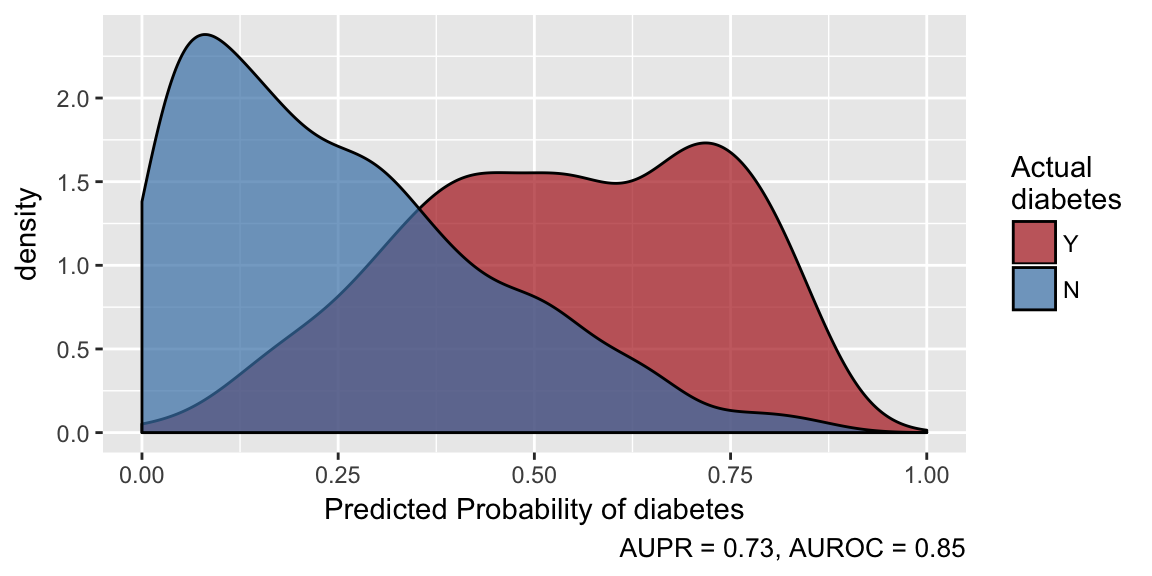 density
2.0
1.5
1.0
0.5
0.0
0.00 0.25 0.50 0.75 1.00
Predicted Probability of diabetes
AUPR = 0.73, AUROC = 0.85
Actual
diabetes
Y
N